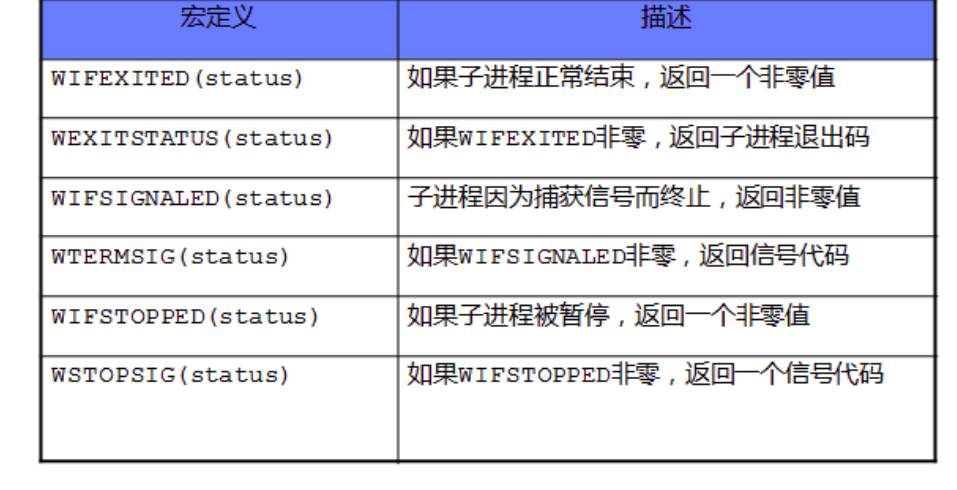 宏定义 描述
WIFEXITED(status) 如果子进程正常结束，返回一个非零值
WEXITSTATUS(status) 如果WIFEXITED非零，返回子进程退出码
WIFSIGNALED(status) 子进程因为捕获信号而终止，返回非零值
WTERMSIG(status) 如果WIFSIGNALED非零，返回信号代码
WIFSTOPPED(status) 如果子进程被暂停，返回一个非零值
WSTOPSIG(status) 如果WIFSTOPPED非零，返回一个信号代码